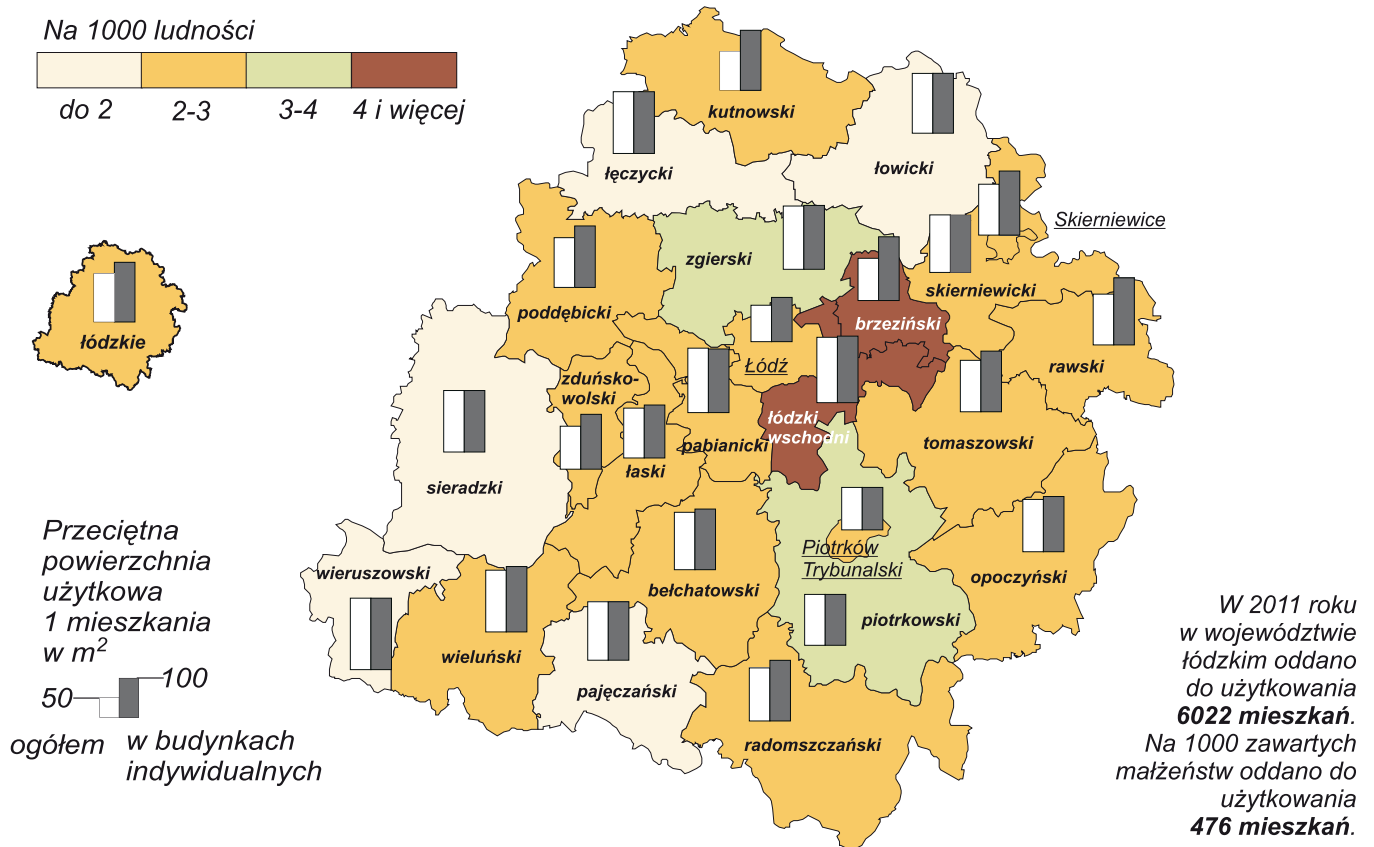 Na 1000 ludności
do 2
2-3
3-4
4 i więcej
kutnowski
łęczycki
łowicki
Skierniewice
zgierski
skierniewicki
poddębicki
brzeziński
łódzkie
Łódź
rawski
zduńsko-
wolski
łódzki
wschodni
pabianicki
tomaszowski
łaski
sieradzki
Piotrków
Trybunalski
wieruszowski
bełchatowski
opoczyński
piotrkowski
wieluński
pajęczański
radomszczański
Przeciętna
powierzchnia
użytkowa
1 mieszkania
w m²
50
100
ogółem
w budynkach
indywidualnych
W 2011 roku
w województwie
łódzkim oddano
do użytkowania
6022 mieszkań.
Na 1000 zawartych
małżeństw oddano do
użytkowania
476 mieszkań.